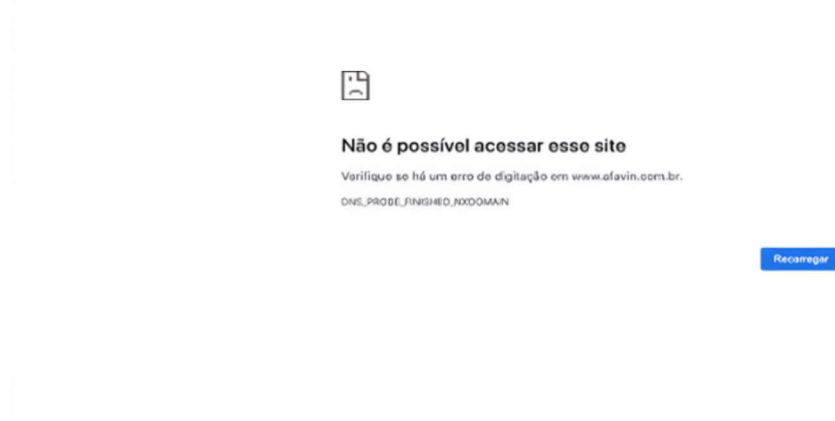 Não é possível acessar esse site
Verifique se há um erro de digitação em www.afavin.com.br.
DNS_PROBE_FINISHED_NXDOMAIN
Recarregar